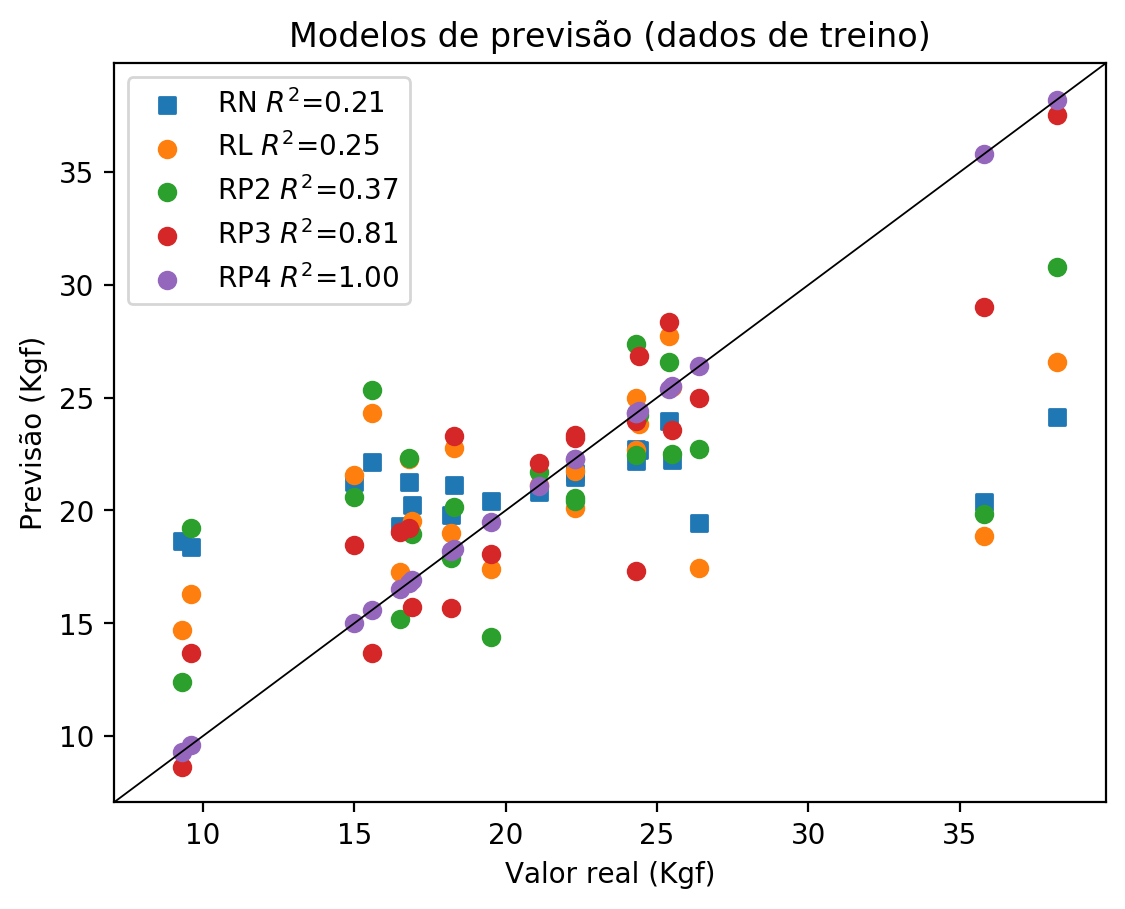 Modelos de previsão (dados de treino)
RN R²=0.21
RL R²=0.25
RP2 R²=0.37
RP3 R²=0.81
RP4 R²=1.00
Previsão (Kgf)
35
30
25
20
15
10
10 15 20 25 30 35
Valor real (Kgf)